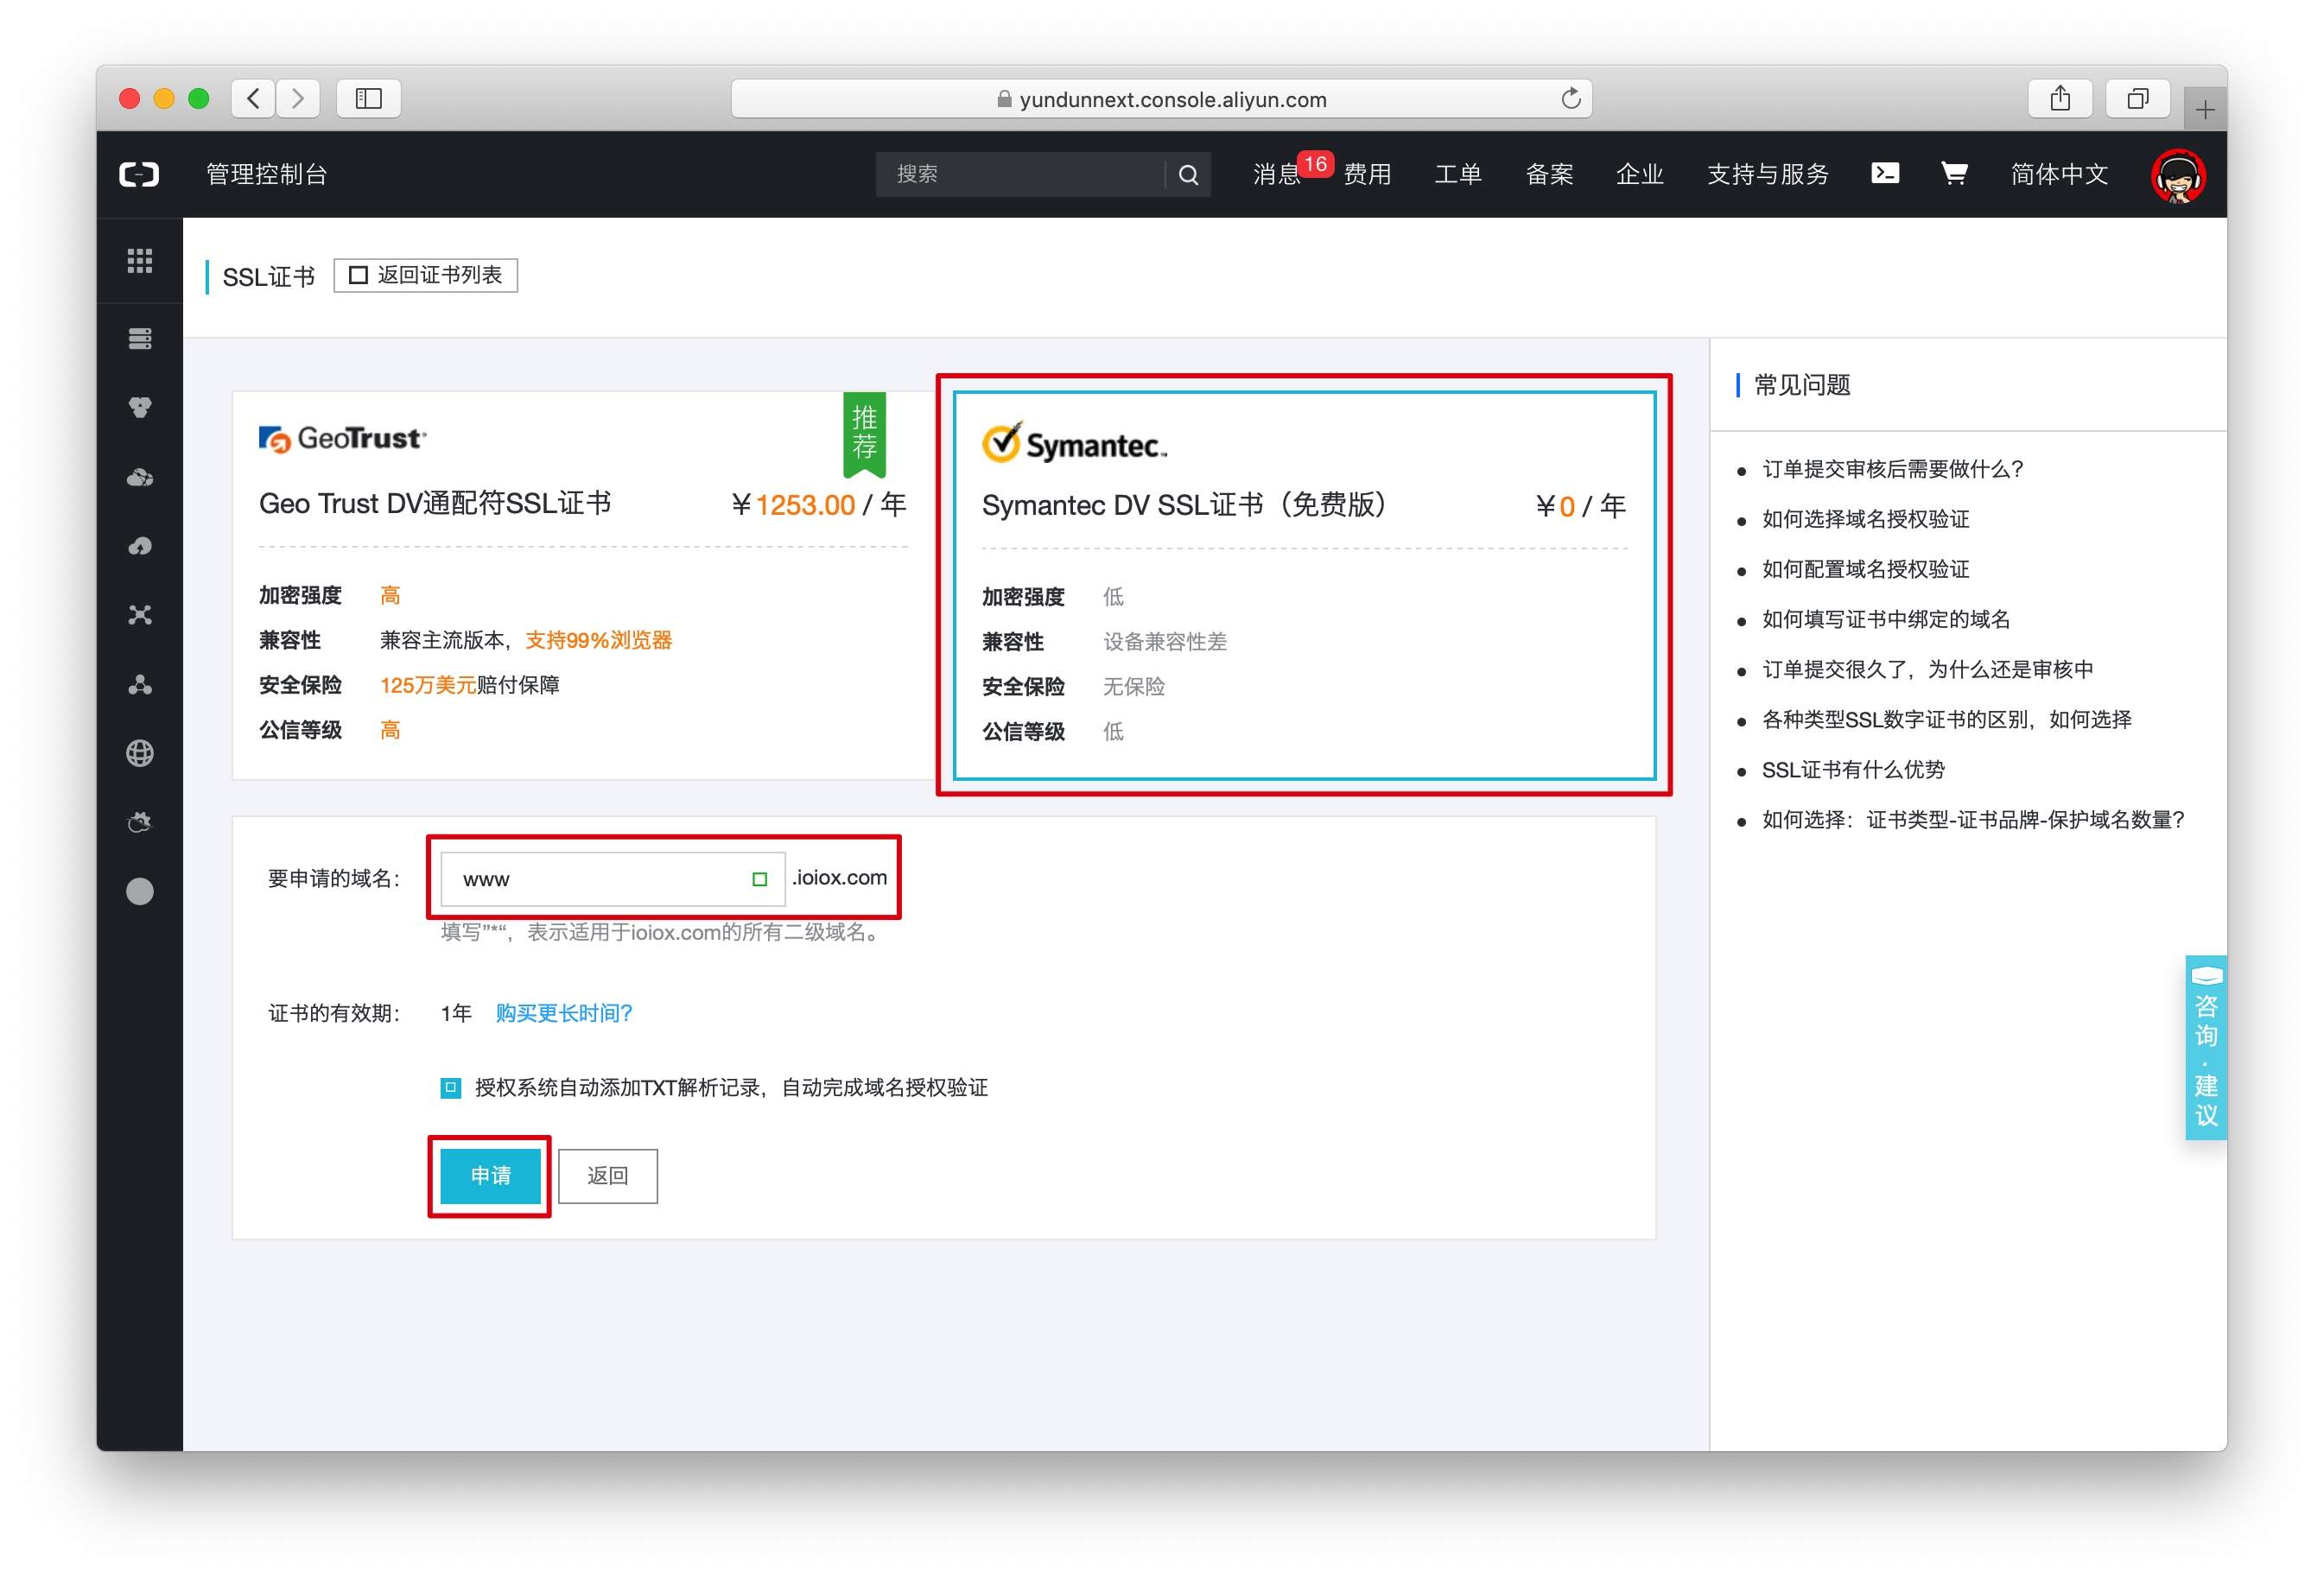 yundunnext.console.aliyun.com
管理控制台
搜索
消息 16 费用 工单 备案 企业 支持与服务 简体中文
SSL证书 返回证书列表
推荐
GeoTrust
Geo Trust DV通配符SSL证书 ¥1253.00 / 年
加密强度 高
兼容性 兼容主流版本，支持99%浏览器
安全保险 125万美元赔付保障
公信等级 高
Symantec™
Symantec DV SSL证书（免费版） ¥0 / 年
加密强度 低
兼容性 设备兼容性差
安全保险 无保险
公信等级 低
要申请的域名： www .ioiox.com
填写”*“，表示适用于ioiox.com的所有二级域名。
证书的有效期： 1年 购买更长时间？
授权系统自动添加TXT解析记录，自动完成域名授权验证
申请 返回
常见问题
订单提交审核后需要做什么？
如何选择域名授权验证
如何配置域名授权验证
如何填写证书中绑定的域名
订单提交很久了，为什么还是审核中
各种类型SSL数字证书的区别，如何选择
SSL证书有什么优势
如何选择：证书类型-证书品牌-保护域名数量？
咨询·建议